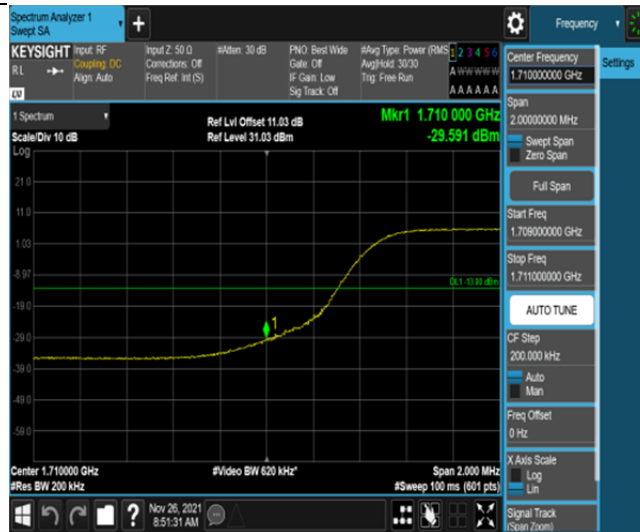 Spectrum Analyzer 1
Swept SA
+
Frequency
KEYSIGHT
Input: RF
Coupling: DC
Align: Auto
Input Z: 50 Ω
Corrections: Off
Freq Ref: Int (S)
#Atten: 30 dB
PNO: Best Wide
Gate: Off
IF Gain: Low
Sig Track: Off
#Avg Type: Power (RMS
Avg|Hold: 30/30
Trig: Free Run
1 2 3 4 5 6
A W W W W W
A A A A A A
RL
LV
1 Spectrum
Scale/Div 10 dB
Log
Ref Lvl Offset 11.03 dB
Ref Level 31.03 dBm
Mkr1 1.710 000 GHz
-29.591 dBm
21.0
11.0
1.03
-8.97
-19.0
-29.0
-39.0
-49.0
-59.0
DL1 -13.00 dBm
1
Center 1.710000 GHz
#Res BW 200 kHz
#Video BW 620 kHz*
Span 2.000 MHz
#Sweep 100 ms (601 pts)
?
Nov 26, 2021
8:51:31 AM
Settings
Center Frequency
1.710000000 GHz
Span
2.00000000 MHz
Swept Span
Zero Span
Full Span
Start Freq
1.709000000 GHz
Stop Freq
1.711000000 GHz
AUTO TUNE
CF Step
200.000 kHz
Auto
Man
Freq Offset
0 Hz
X Axis Scale
Log
Lin
Signal Track
(Span Zoom)